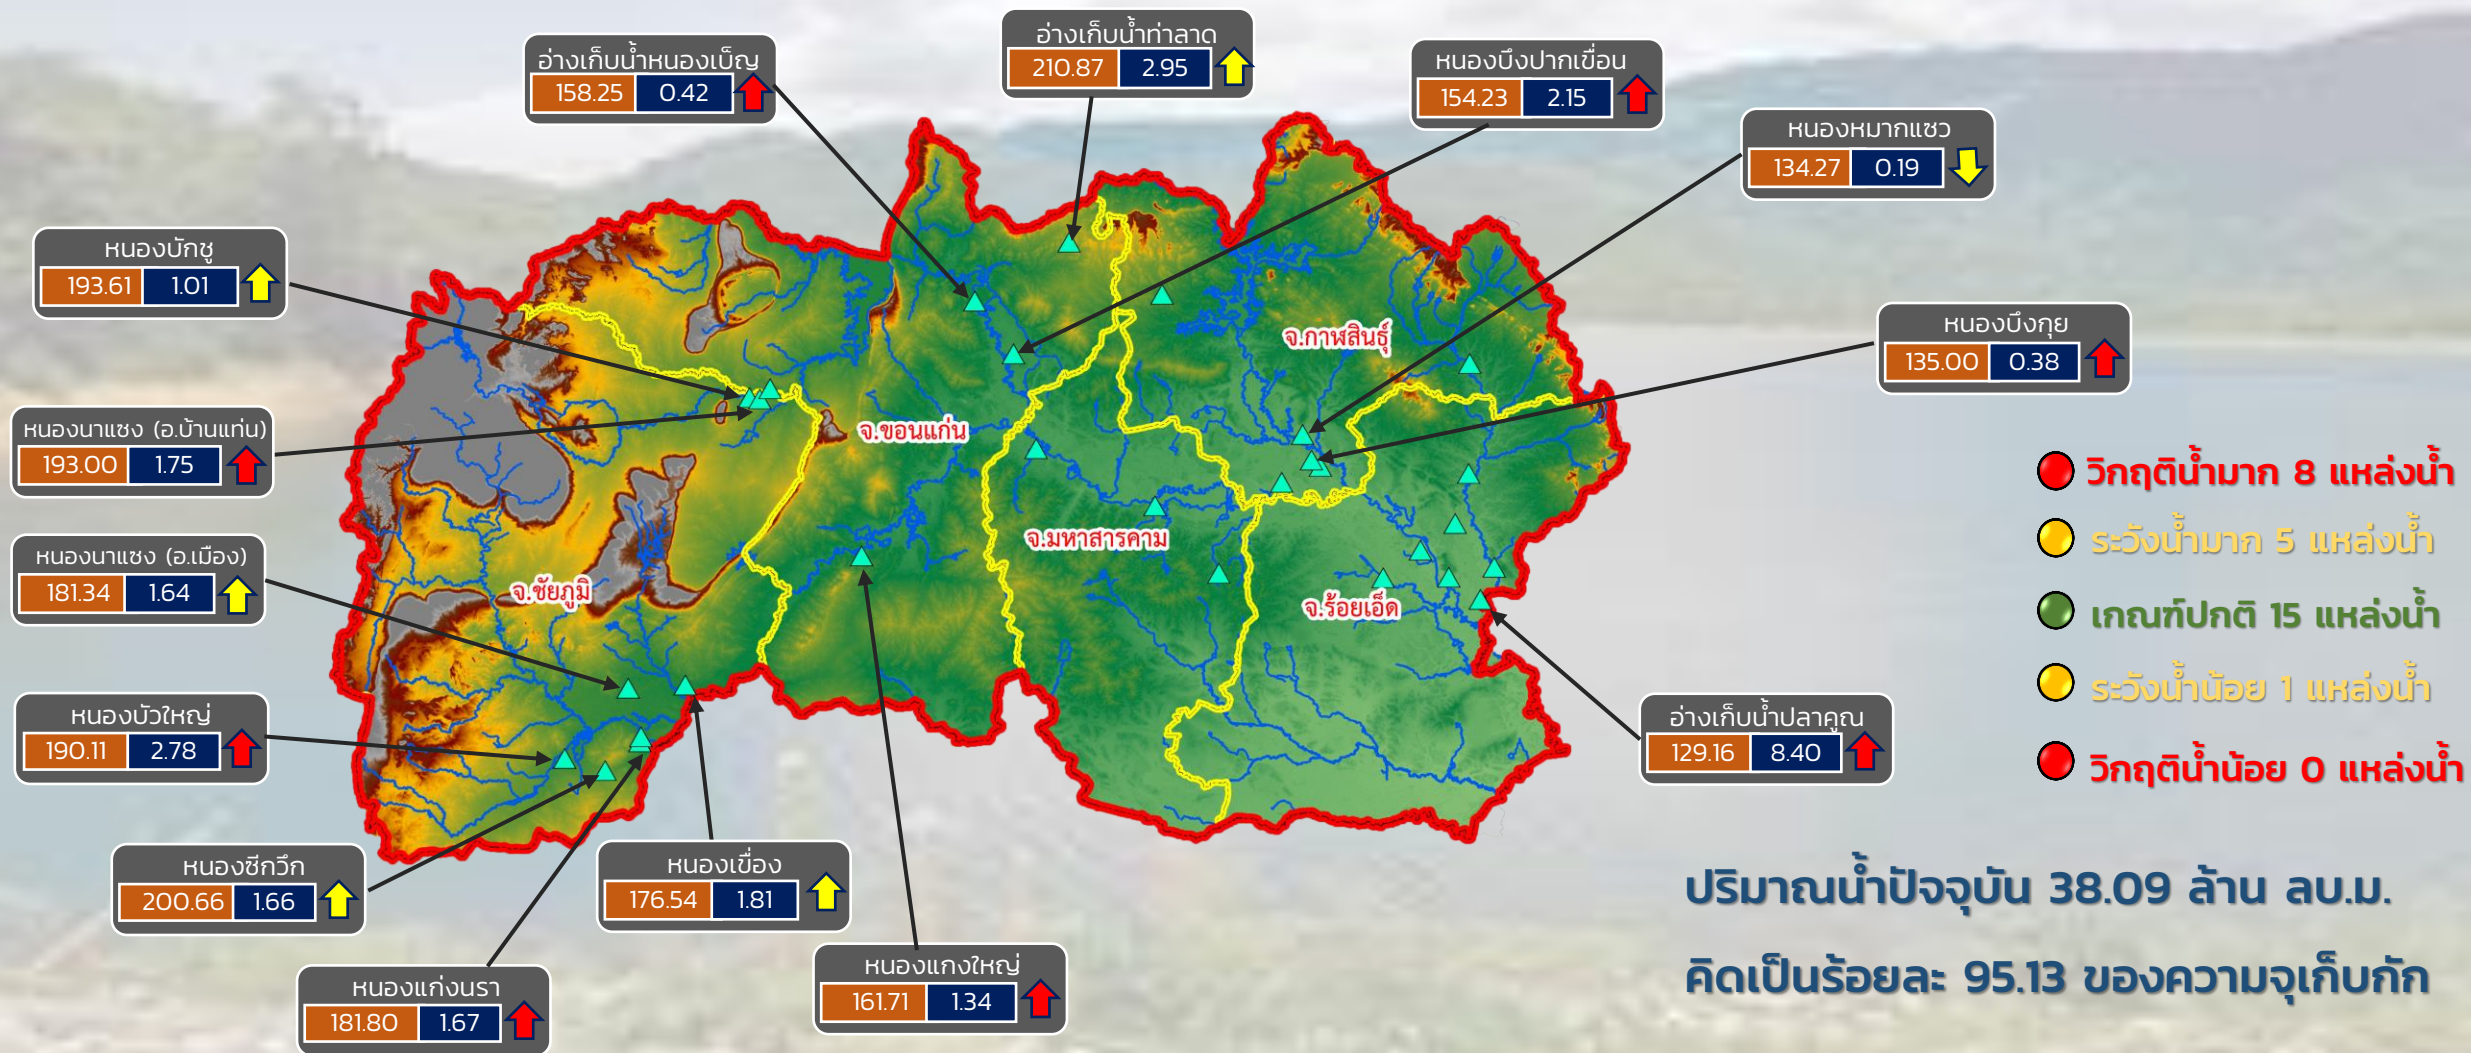 อ่างเก็บน้ำหนองเบ็ญ
158.25 0.42
อ่างเก็บน้ำท่าลาด
210.87 2.95
หนองบึงปากเขื่อน
154.23 2.15
หนองหมากแซว
134.27 0.19
หนองบักชู
193.61 1.01
หนองบึงกุย
135.00 0.38
หนองนาแซง (อ.บ้านแท่น)
193.00 1.75
หนองนาแซง (อ.เมือง)
181.34 1.64
หนองบัวใหญ่
190.11 2.78
หนองซีกวึก
200.66 1.66
หนองแก่งนรา
181.80 1.67
หนองเขื่อง
176.54 1.81
หนองแกงใหญ่
161.71 1.34
อ่างเก็บน้ำปลาคูณ
129.16 8.40
จ.กาฬสินธุ์
จ.ขอนแก่น
จ.มหาสารคาม
จ.ชัยภูมิ
จ.ร้อยเอ็ด
วิกฤติน้ำมาก 8 แหล่งน้ำ
ระวังน้ำมาก 5 แหล่งน้ำ
เกณฑ์ปกติ 15 แหล่งน้ำ
ระวังน้ำน้อย 1 แหล่งน้ำ
วิกฤติน้ำน้อย 0 แหล่งน้ำ
ปริมาณน้ำปัจจุบัน 38.09 ล้าน ลบ.ม.
คิดเป็นร้อยละ 95.13 ของความจุเก็บกัก